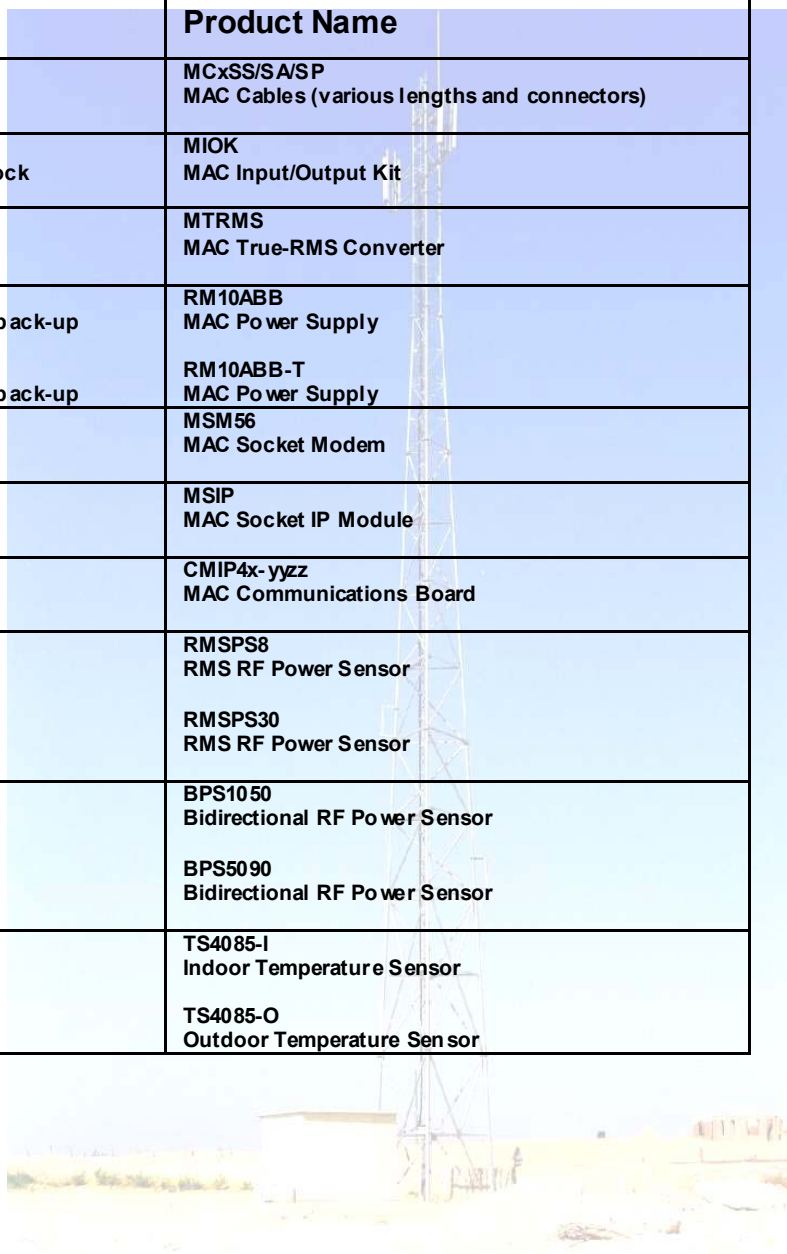 Product Name
MCxSS/SA/SP
MAC Cables (various lengths and connectors)
MIOK
ock MAC Input/Output Kit
MTRMS
MAC True-RMS Converter
RM10ABB
back-up MAC Power Supply
RM10ABB-T
back-up MAC Power Supply
MSM56
MAC Socket Modem
MSIP
MAC Socket IP Module
CMIP4x-yyzz
MAC Communications Board
RMSPS8
RMS RF Power Sensor
RMSPS30
RMS RF Power Sensor
BPS1050
Bidirectional RF Power Sensor
BPS5090
Bidirectional RF Power Sensor
TS4085-I
Indoor Temperature Sensor
TS4085-O
Outdoor Temperature Sensor